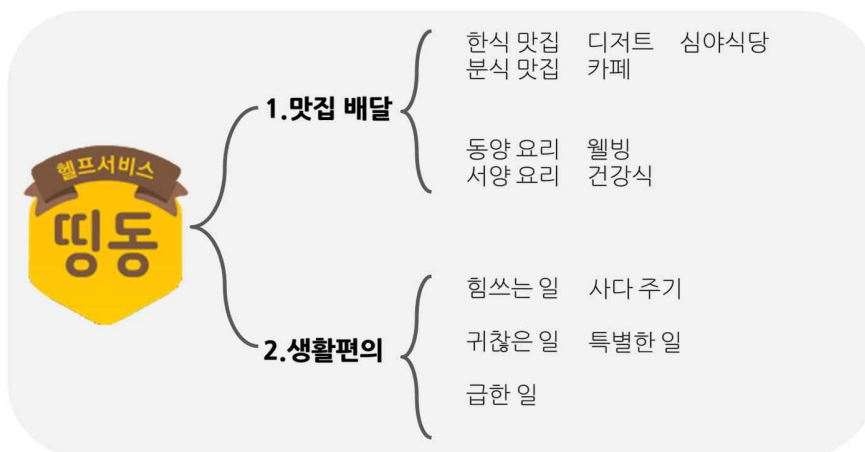 헬프서비스
띵동
1.맛집 배달
한식 맛집 디저트 심야식당
분식 맛집 카페
동양 요리 웰빙
서양 요리 건강식
2.생활편의
힘쓰는 일 사다 주기
귀찮은 일 특별한 일
급한 일